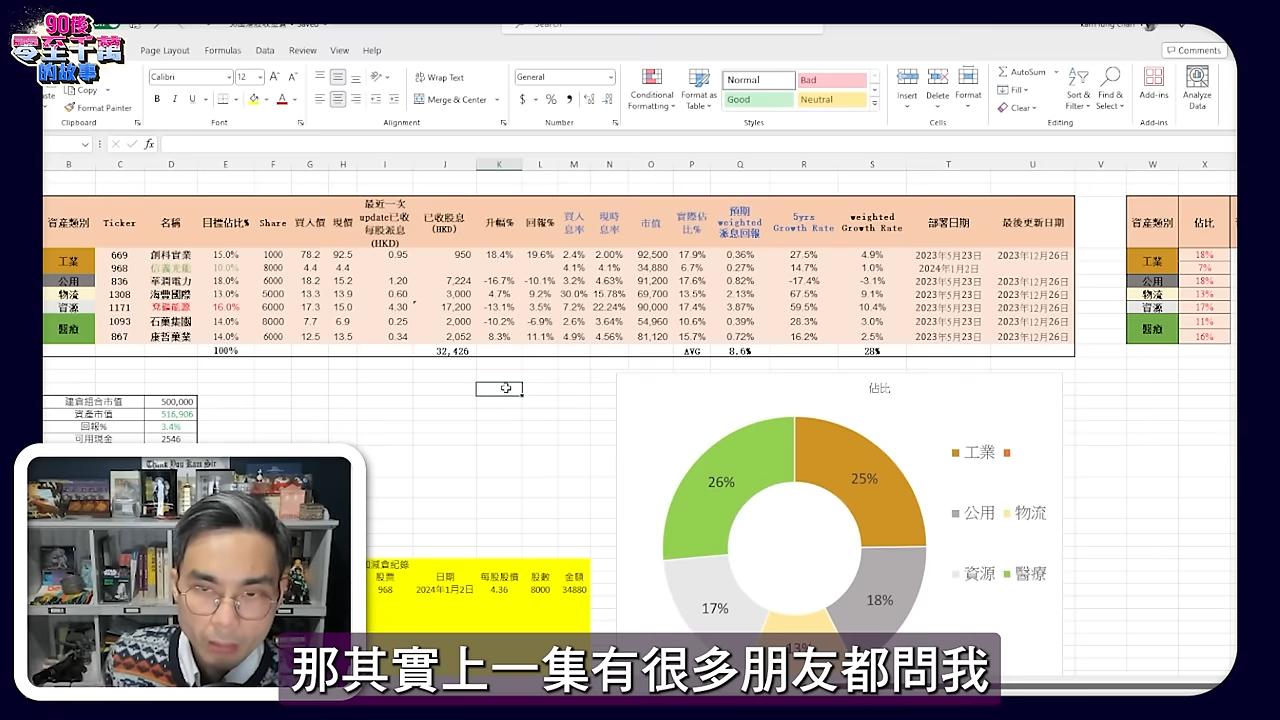 90後
零至千萬
的故事
Page Layout Formulas Data Review View Help
Comments
Calibri 12 Wrap Text General Normal Bad AutoSum
Copy Format Painter
B I U Merge & Center $ % Conditional Formatting Format as Table Good Neutral Insert Delete Format Fill Clear Sort & Filter Find & Select Add-ins Analyze Data
Clipboard Font Alignment Number Styles Cells Editing Add-ins
fx
B C D E F G H I J K L M N O P Q R S T U V W X
資產類別 Ticker 名稱 目標佔比% Share 買入價 現價 最近一次update已收每股派息(HKD) 已收股息(HKD) 升幅% 回報% 買入息率 現時息率 市值 實際佔比% 預期weighted派息回報 5yrs Growth Rate weighted Growth Rate 部署日期 最後更新日期 資產類別 佔比
工業 669 創科實業 15.0% 1000 78.2 92.5 0.95 950 18.4% 19.6% 2.4% 2.00% 92,500 17.9% 0.36% 27.5% 4.9% 2023年5月23日 2023年12月26日 工業 18%
968 信義光能 10.0% 8000 4.4 4.4 4.1% 4.1% 34,880 6.7% 0.27% 14.7% 1.0% 2024年1月2日 7%
公用 836 華潤電力 18.0% 6000 18.2 15.2 1.20 7,224 -16.7% -10.1% 3.2% 4.63% 91,200 17.6% 0.82% -17.4% -3.1% 2023年5月23日 2023年12月26日 公用 18%
物流 1308 海豐國際 13.0% 5000 13.3 13.9 0.60 3,000 4.7% 9.2% 30.0% 15.78% 69,700 13.5% 2.13% 67.5% 9.1% 2023年5月23日 2023年12月26日 物流 13%
資源 1171 兗礦能源 16.0% 6000 17.3 15.0 4.30 17,200 -13.1% 3.5% 7.2% 22.24% 90,000 17.4% 3.87% 59.5% 10.4% 2023年5月23日 2023年12月26日 資源 17%
醫療 1093 石藥集團 14.0% 8000 7.7 6.9 0.25 2,000 -10.2% -6.9% 2.6% 3.64% 54,960 10.6% 0.39% 28.3% 3.0% 2023年5月23日 2023年12月26日 醫療 11%
867 康哲藥業 14.0% 6000 12.5 13.5 0.34 2,052 8.3% 11.1% 4.9% 4.56% 81,120 15.7% 0.72% 16.2% 2.5% 2023年5月23日 2023年12月26日 16%
100% 32,426 AVG 8.6% 28%
建倉組合市值 500,000
資產市值 516,906
回報% 3.4%
可用現金 2546
佔比
26% 25%
18%
17%
13%
工業
公用 物流
資源 醫療
加減倉紀錄
股票 日期 每股股價 股數 金額
968 2024年1月2日 4.36 8000 34880
Thank You Kam Sir
那其實上一集有很多朋友都問我